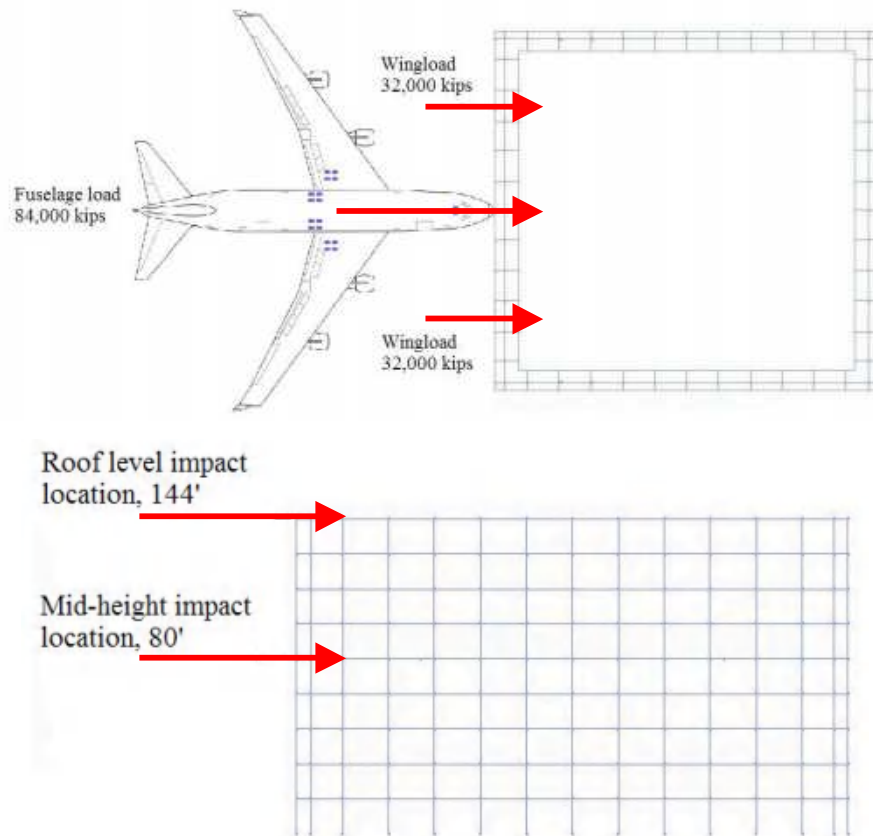 Wingload
32,000 kips
Fuselage load
84,000 kips
Wingload
32,000 kips
Roof level impact
location, 144'
Mid-height impact
location, 80'